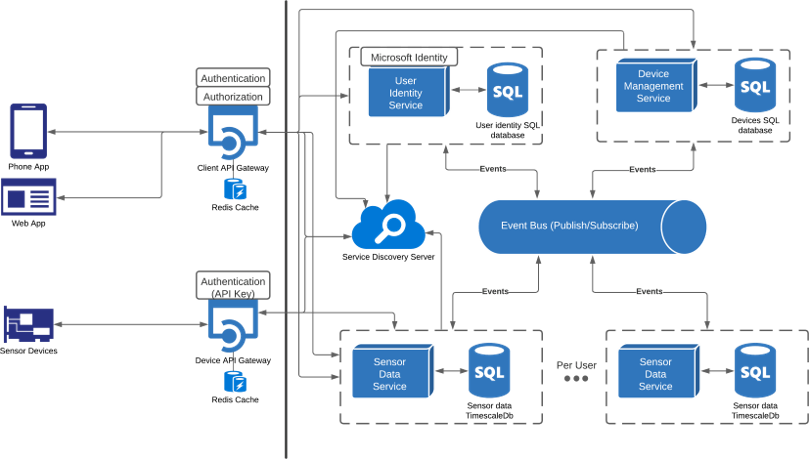 Authentication
Authorization
Phone App
Client API Gateway
Redis Cache
Web App
Authentication
(API Key)
Sensor Devices
Device API Gateway
Redis Cache
Microsoft Identity
User
Identity
Service
SQL
User identity SQL
database
Device
Management
Service
SQL
Devices SQL
database
Events
Events
Event Bus (Publish/Subscribe)
Service Discovery Server
Events
Events
Sensor
Data
Service
SQL
Sensor data
TimescaleDb
Per User
Sensor
Data
Service
SQL
Sensor data
TimescaleDb